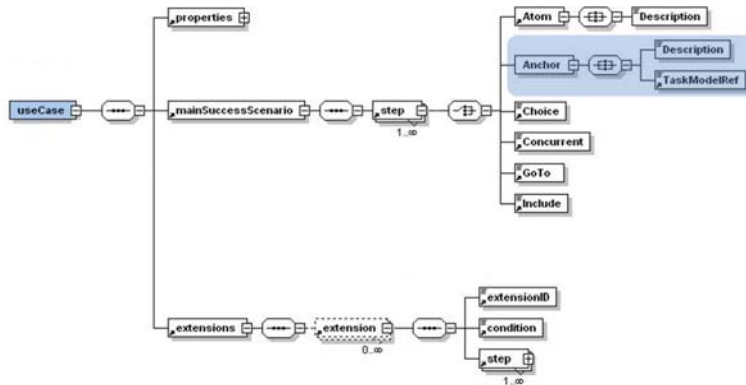 properties
Atom
Description
Anchor
Description
TaskModelRef
useCase
mainSuccessScenario
step
1..∞
Choice
Concurrent
GoTo
Include
extensions
extension
0..∞
extensionID
condition
step
1..∞